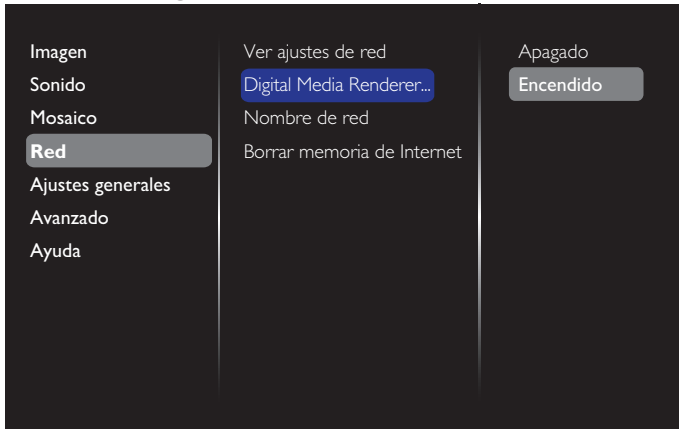 Imagen
Sonido
Mosaico
Red
Ajustes generales
Avanzado
Ayuda
Ver ajustes de red
Digital Media Renderer...
Nombre de red
Borrar memoria de Internet
Apagado
Encendido